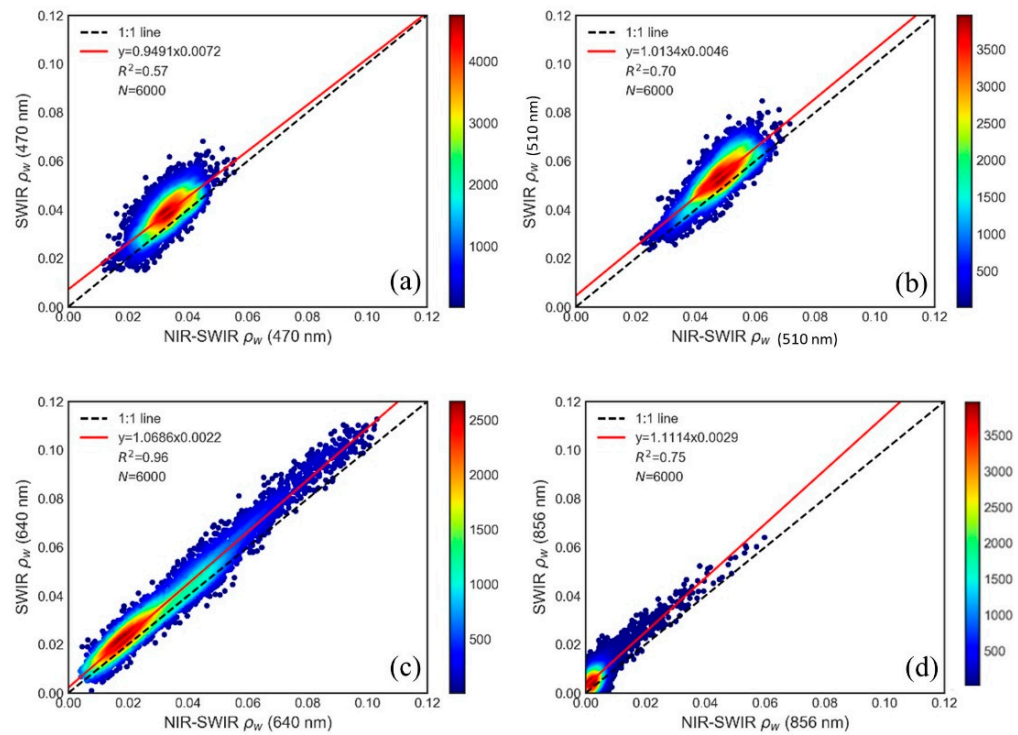 0.12
0.10
0.08
0.06
0.04
0.02
0.00
SWIR ρw (470 nm)
1:1 line
y=0.9491x0.0072
R²=0.57
N=6000
(a)
0.00 0.02 0.04 0.06 0.08 0.10 0.12
NIR-SWIR ρw (470 nm)
4000
3000
2000
1000
0.12
0.10
0.08
0.06
0.04
0.02
0.00
SWIR ρw (510 nm)
1:1 line
y=1.0134x0.0046
R²=0.70
N=6000
(b)
0.00 0.02 0.04 0.06 0.08 0.10 0.12
NIR-SWIR ρw (510 nm)
3500
3000
2500
2000
1500
1000
500
0.12
0.10
0.08
0.06
0.04
0.02
0.00
SWIR ρw (640 nm)
1:1 line
y=1.0686x0.0022
R²=0.96
N=6000
(c)
0.00 0.02 0.04 0.06 0.08 0.10 0.12
NIR-SWIR ρw (640 nm)
2500
2000
1500
1000
500
0.12
0.10
0.08
0.06
0.04
0.02
0.00
SWIR ρw (856 nm)
1:1 line
y=1.1114x0.0029
R²=0.75
N=6000
(d)
0.00 0.02 0.04 0.06 0.08 0.10 0.12
NIR-SWIR ρw (856 nm)
3500
3000
2500
2000
1500
1000
500